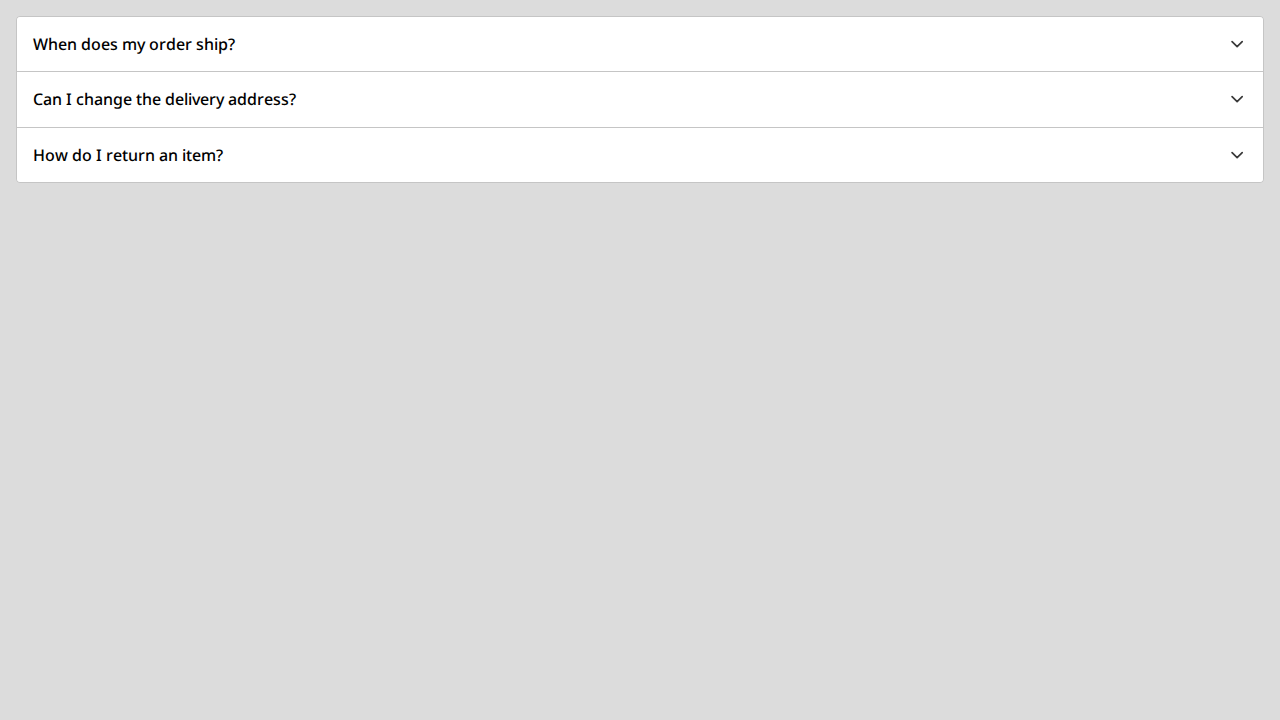 When does my order ship?
Can I change the delivery address?
How do I return an item?